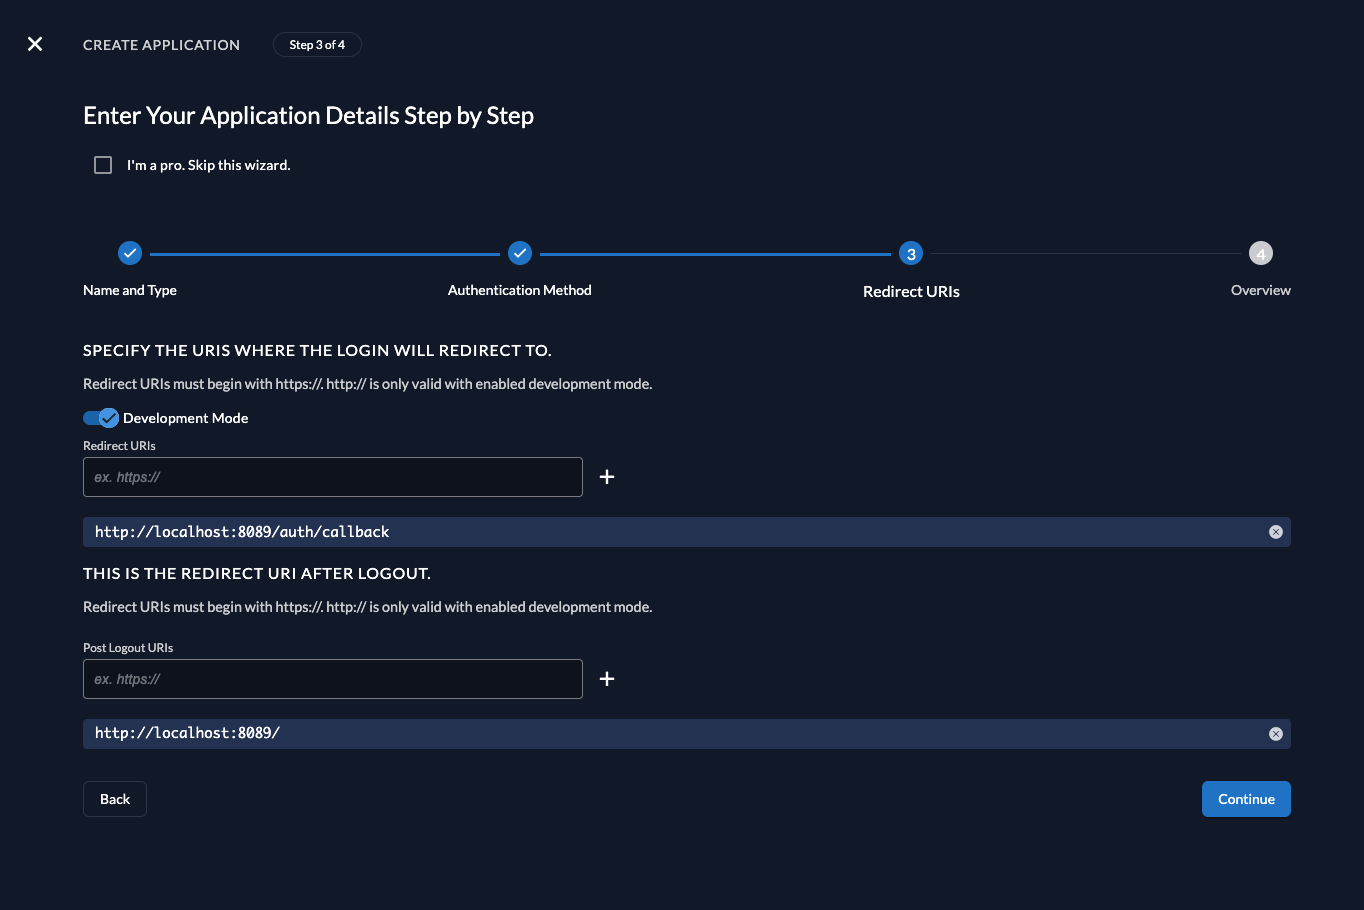 CREATE APPLICATION
Step 3 of 4
Enter Your Application Details Step by Step
I'm a pro. Skip this wizard.
3
4
Name and Type
Authentication Method
Redirect URIs
Overview
SPECIFY THE URIS WHERE THE LOGIN WILL REDIRECT TO.
Redirect URIs must begin with https://. http:// is only valid with enabled development mode.
Development Mode
Redirect URIs
ex. https://
http://localhost:8089/auth/callback
THIS IS THE REDIRECT URI AFTER LOGOUT.
Redirect URIs must begin with https://. http:// is only valid with enabled development mode.
Post Logout URIs
ex. https://
http://localhost:8089/
Back
Continue